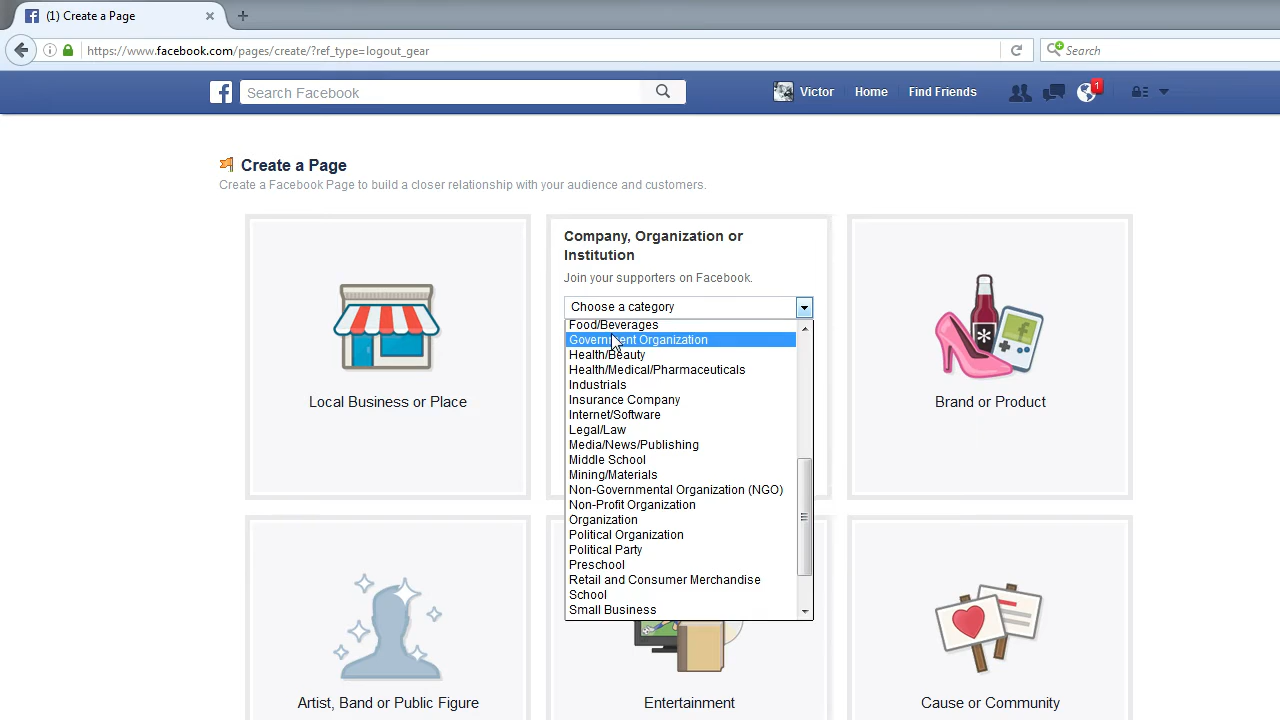 (1) Create a Page
https://www.facebook.com/pages/create/?ref_type=logout_gear
Search
Search Facebook
Victor
Home
Find Friends
1
Create a Page
Create a Facebook Page to build a closer relationship with your audience and customers.
Local Business or Place
Company, Organization or
Institution
Join your supporters on Facebook.
Choose a category
Food/Beverages
Government Organization
Health/Beauty
Health/Medical/Pharmaceuticals
Industrials
Insurance Company
Internet/Software
Legal/Law
Media/News/Publishing
Middle School
Mining/Materials
Non-Governmental Organization (NGO)
Non-Profit Organization
Organization
Political Organization
Political Party
Preschool
Retail and Consumer Merchandise
School
Small Business
Brand or Product
Artist, Band or Public Figure
Entertainment
Cause or Community